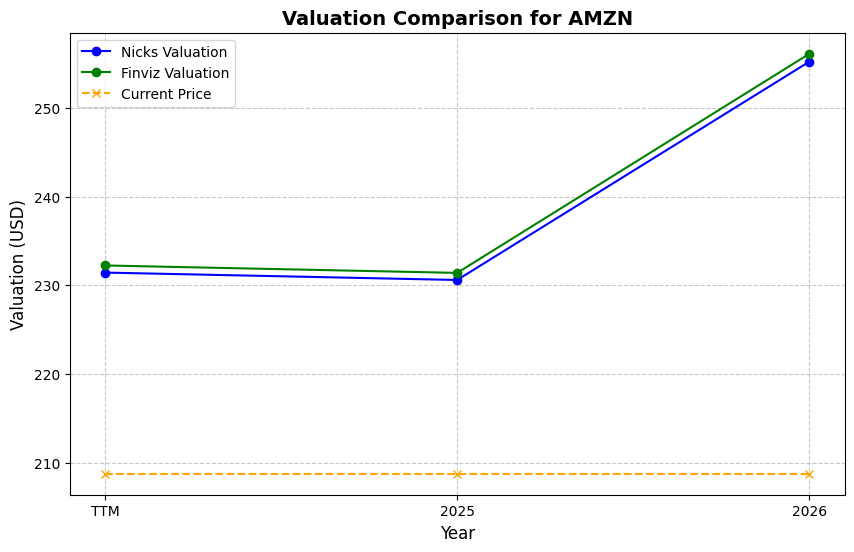 Valuation Comparison for AMZN
Nicks Valuation
Finviz Valuation
Current Price
Valuation (USD)
250
240
230
220
210
TTM
2025
2026
Year